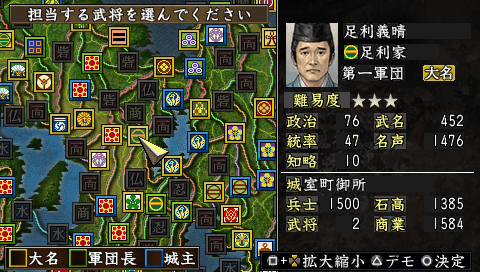 担当する武将を選んでください
足利義晴
足利家
第一軍団 大名
難易度 ★★★
政治 76 武名 452
統率 47 名声 1476
知略 10
城 室町御所
兵士 1500 石高 1385
武将 2 商業 1584
大名 軍団長 城主
□+✥拡大縮小 △デモ ○決定